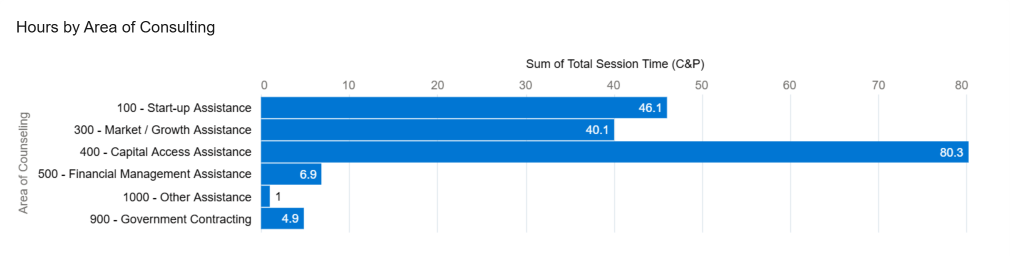 Hours by Area of Consulting
Sum of Total Session Time (C&P)
0 10 20 30 40 50 60 70 80
Area of Counseling
100 - Start-up Assistance 46.1
300 - Market / Growth Assistance 40.1
400 - Capital Access Assistance 80.3
500 - Financial Management Assistance 6.9
1000 - Other Assistance 1
900 - Government Contracting 4.9